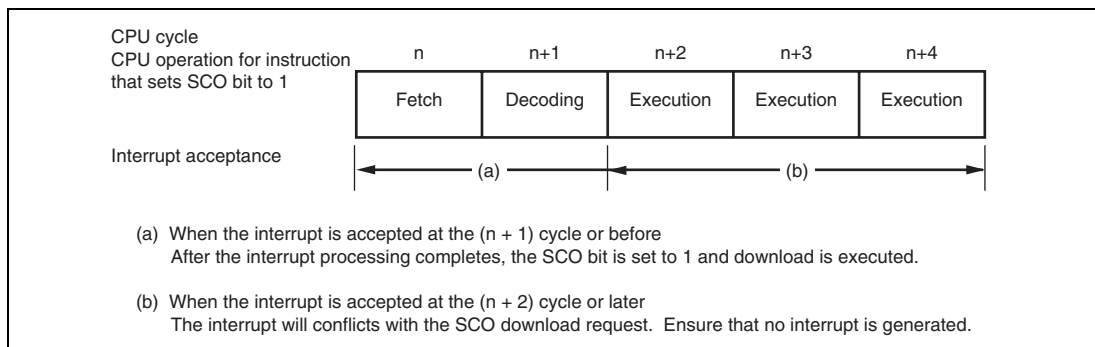 CPU cycle
n n+1 n+2 n+3 n+4
CPU operation for instruction
that sets SCO bit to 1
Fetch Decoding Execution Execution Execution
Interrupt acceptance
(a) (b)
(a) When the interrupt is accepted at the (n + 1) cycle or before
After the interrupt processing completes, the SCO bit is set to 1 and download is executed.
(b) When the interrupt is accepted at the (n + 2) cycle or later
The interrupt will conflicts with the SCO download request. Ensure that no interrupt is generated.